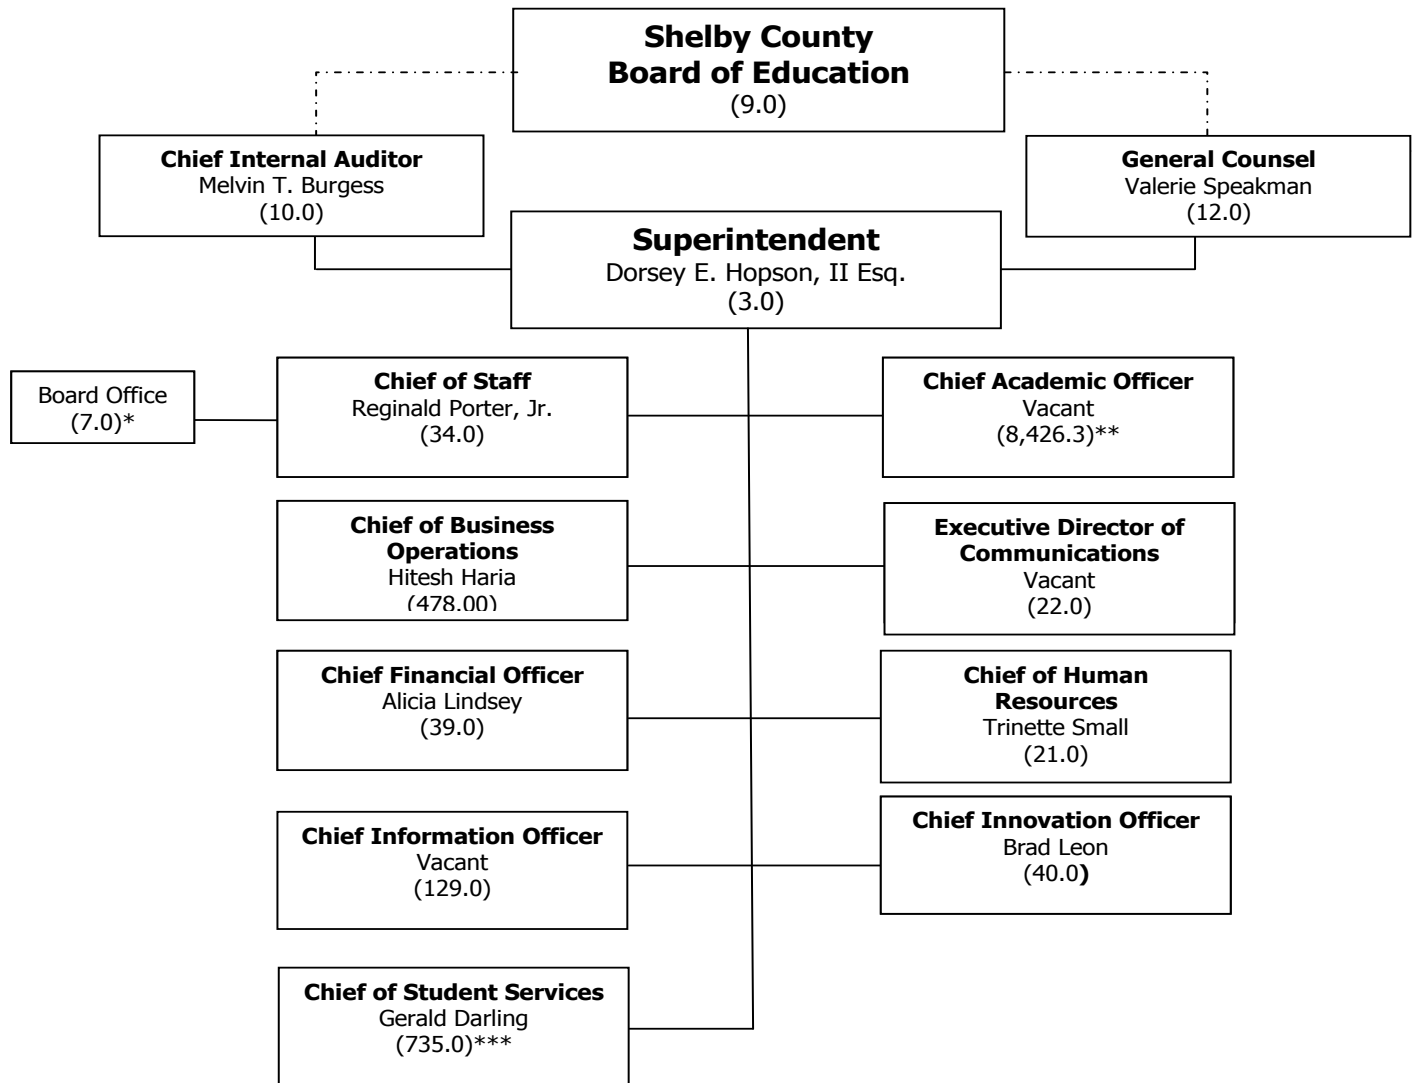 Shelby County
Board of Education
(9.0)
Chief Internal Auditor
Melvin T. Burgess
(10.0)
General Counsel
Valerie Speakman
(12.0)
Superintendent
Dorsey E. Hopson, II Esq.
(3.0)
Board Office
(7.0)*
Chief of Staff
Reginald Porter, Jr.
(34.0)
Chief Academic Officer
Vacant
(8,426.3)**
Chief of Business
Operations
Hitesh Haria
(478.00)
Executive Director of
Communications
Vacant
(22.0)
Chief Financial Officer
Alicia Lindsey
(39.0)
Chief of Human
Resources
Trinette Small
(21.0)
Chief Information Officer
Vacant
(129.0)
Chief Innovation Officer
Brad Leon
(40.0)
Chief of Student Services
Gerald Darling
(735.0)***